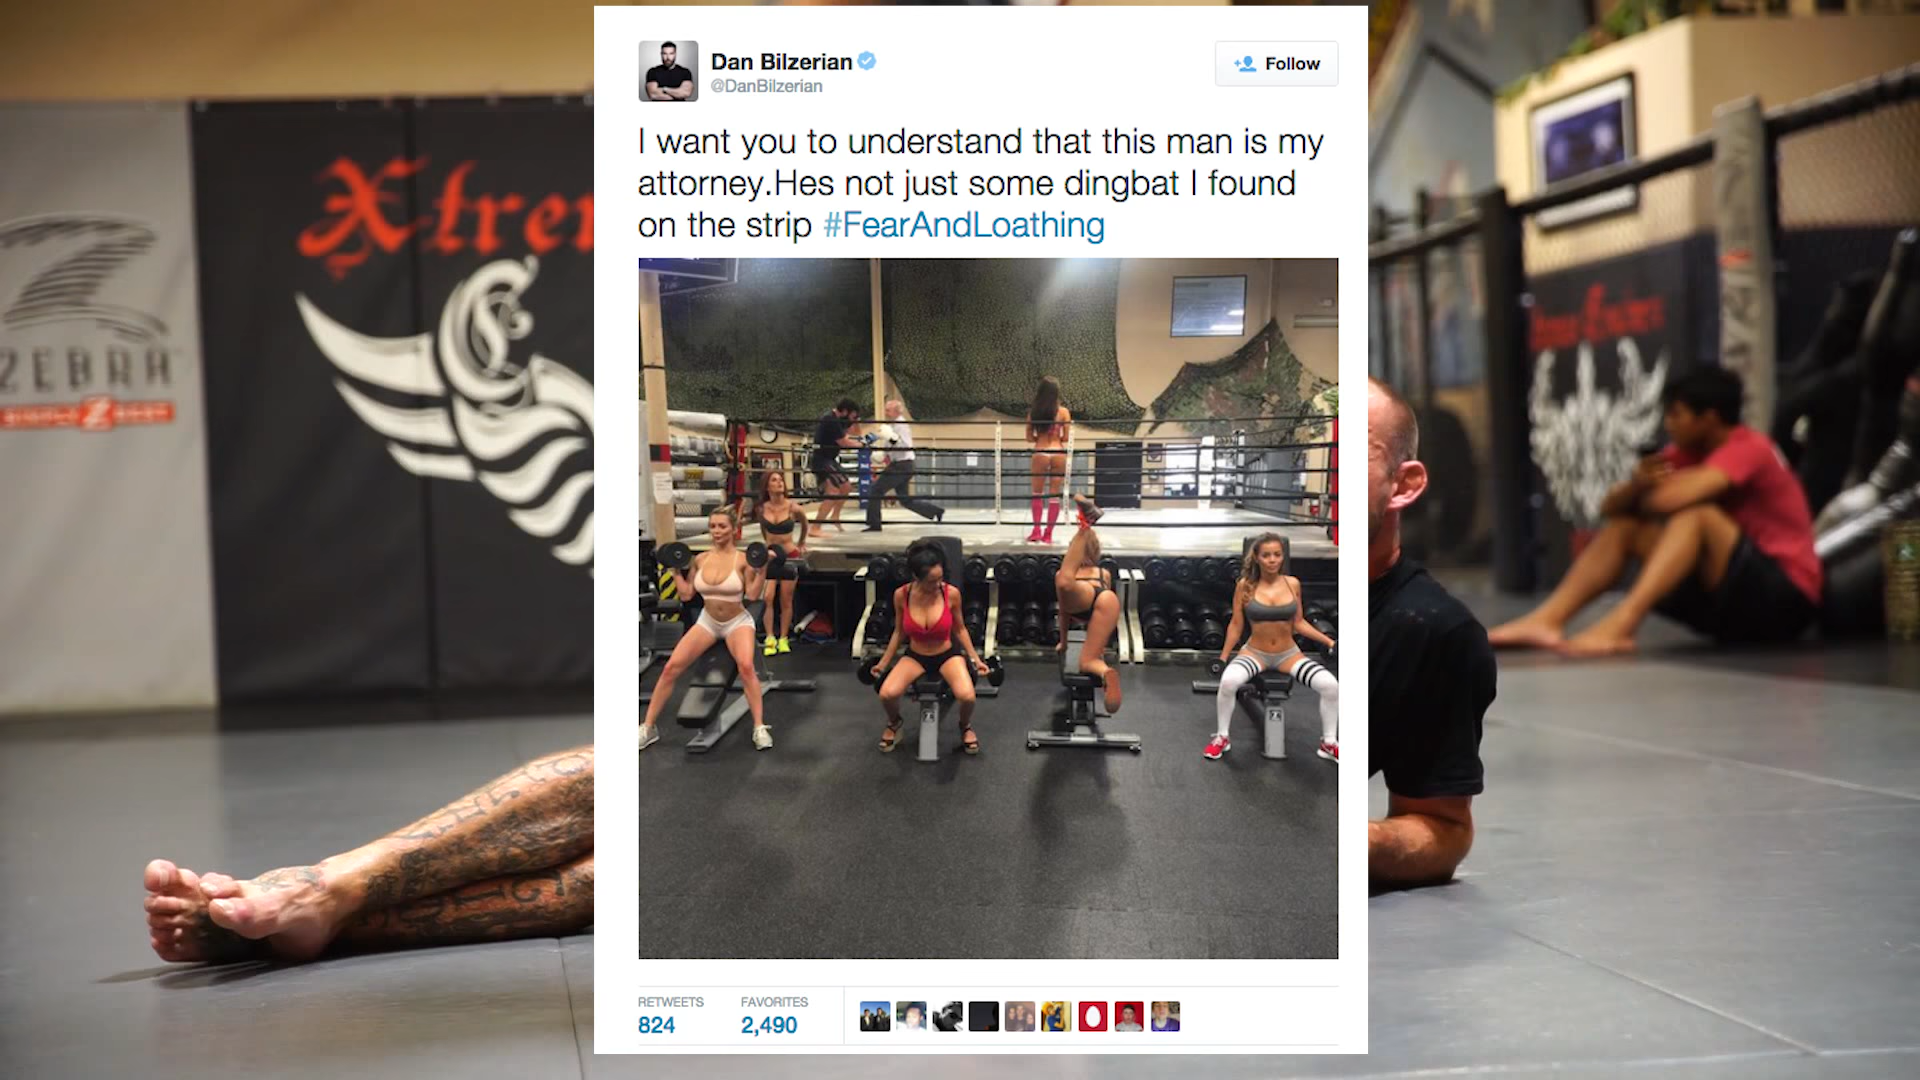 Dan Bilzerian
@DanBilzerian
Follow
I want you to understand that this man is my
attorney.Hes not just some dingbat I found
on the strip #FearAndLoathing
RETWEETS
824
FAVORITES
2,490
Xtre
ZEBRA